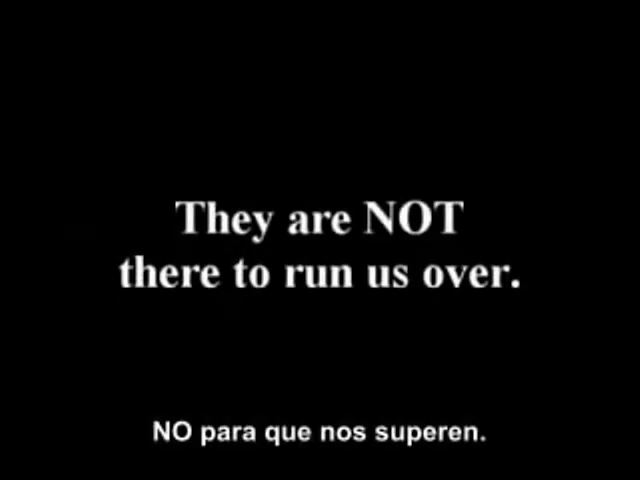 They are NOT
there to run us over.
NO para que nos superen.